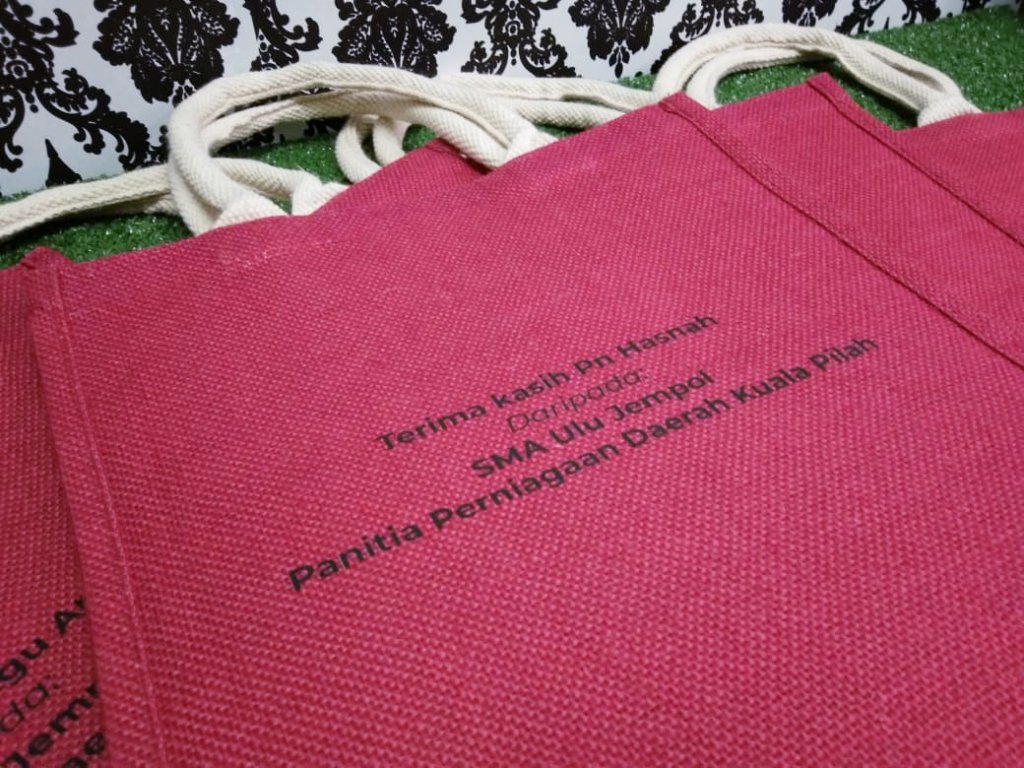 Terima kasih Pn Hasnah
Daripada:
SMA Ulu Jempol
Panitia Perniagaan Daerah Kuala Pilah